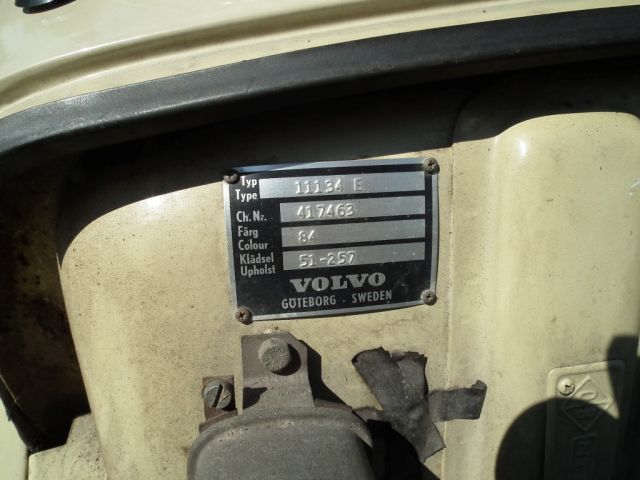 Typ
Type 11134 E
Ch. Nr. 417463
Färg
Colour 84
Klädsel
Upholst 51-257
VOLVO
GÖTEBORG · SWEDEN